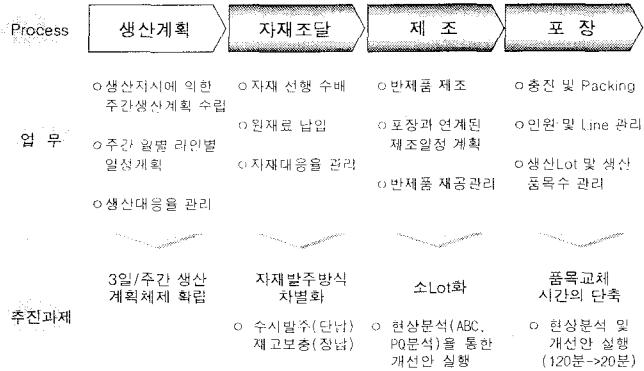 Process
생산계획
자재조달
제 조
포 장
업 무
ㅇ생산지시에 의한
주간생산계획 수립
ㅇ주간 일별 라인별
일정계획
ㅇ생산대응율 관리
ㅇ자재 선행 수배
ㅇ원재료 납입
ㅇ자재대응율 관리
ㅇ반제품 제조
ㅇ포장과 연계된
제조일정 계획
ㅇ반제품 재공관리
ㅇ충진 및 Packing
ㅇ인원 및 Line 관리
ㅇ생산Lot 및 생산
품목수 관리
추진과제
3일/주간 생산
계획체제 확립
자재발주방식
차별화
ㅇ 수시발주(단납)
재고보충(장납)
소Lot화
ㅇ 현상분석(ABC,
PQ분석)을 통한
개선안 실행
품목교체
시간의 단축
ㅇ 현상분석 및
개선안 실행
(120분->20분)